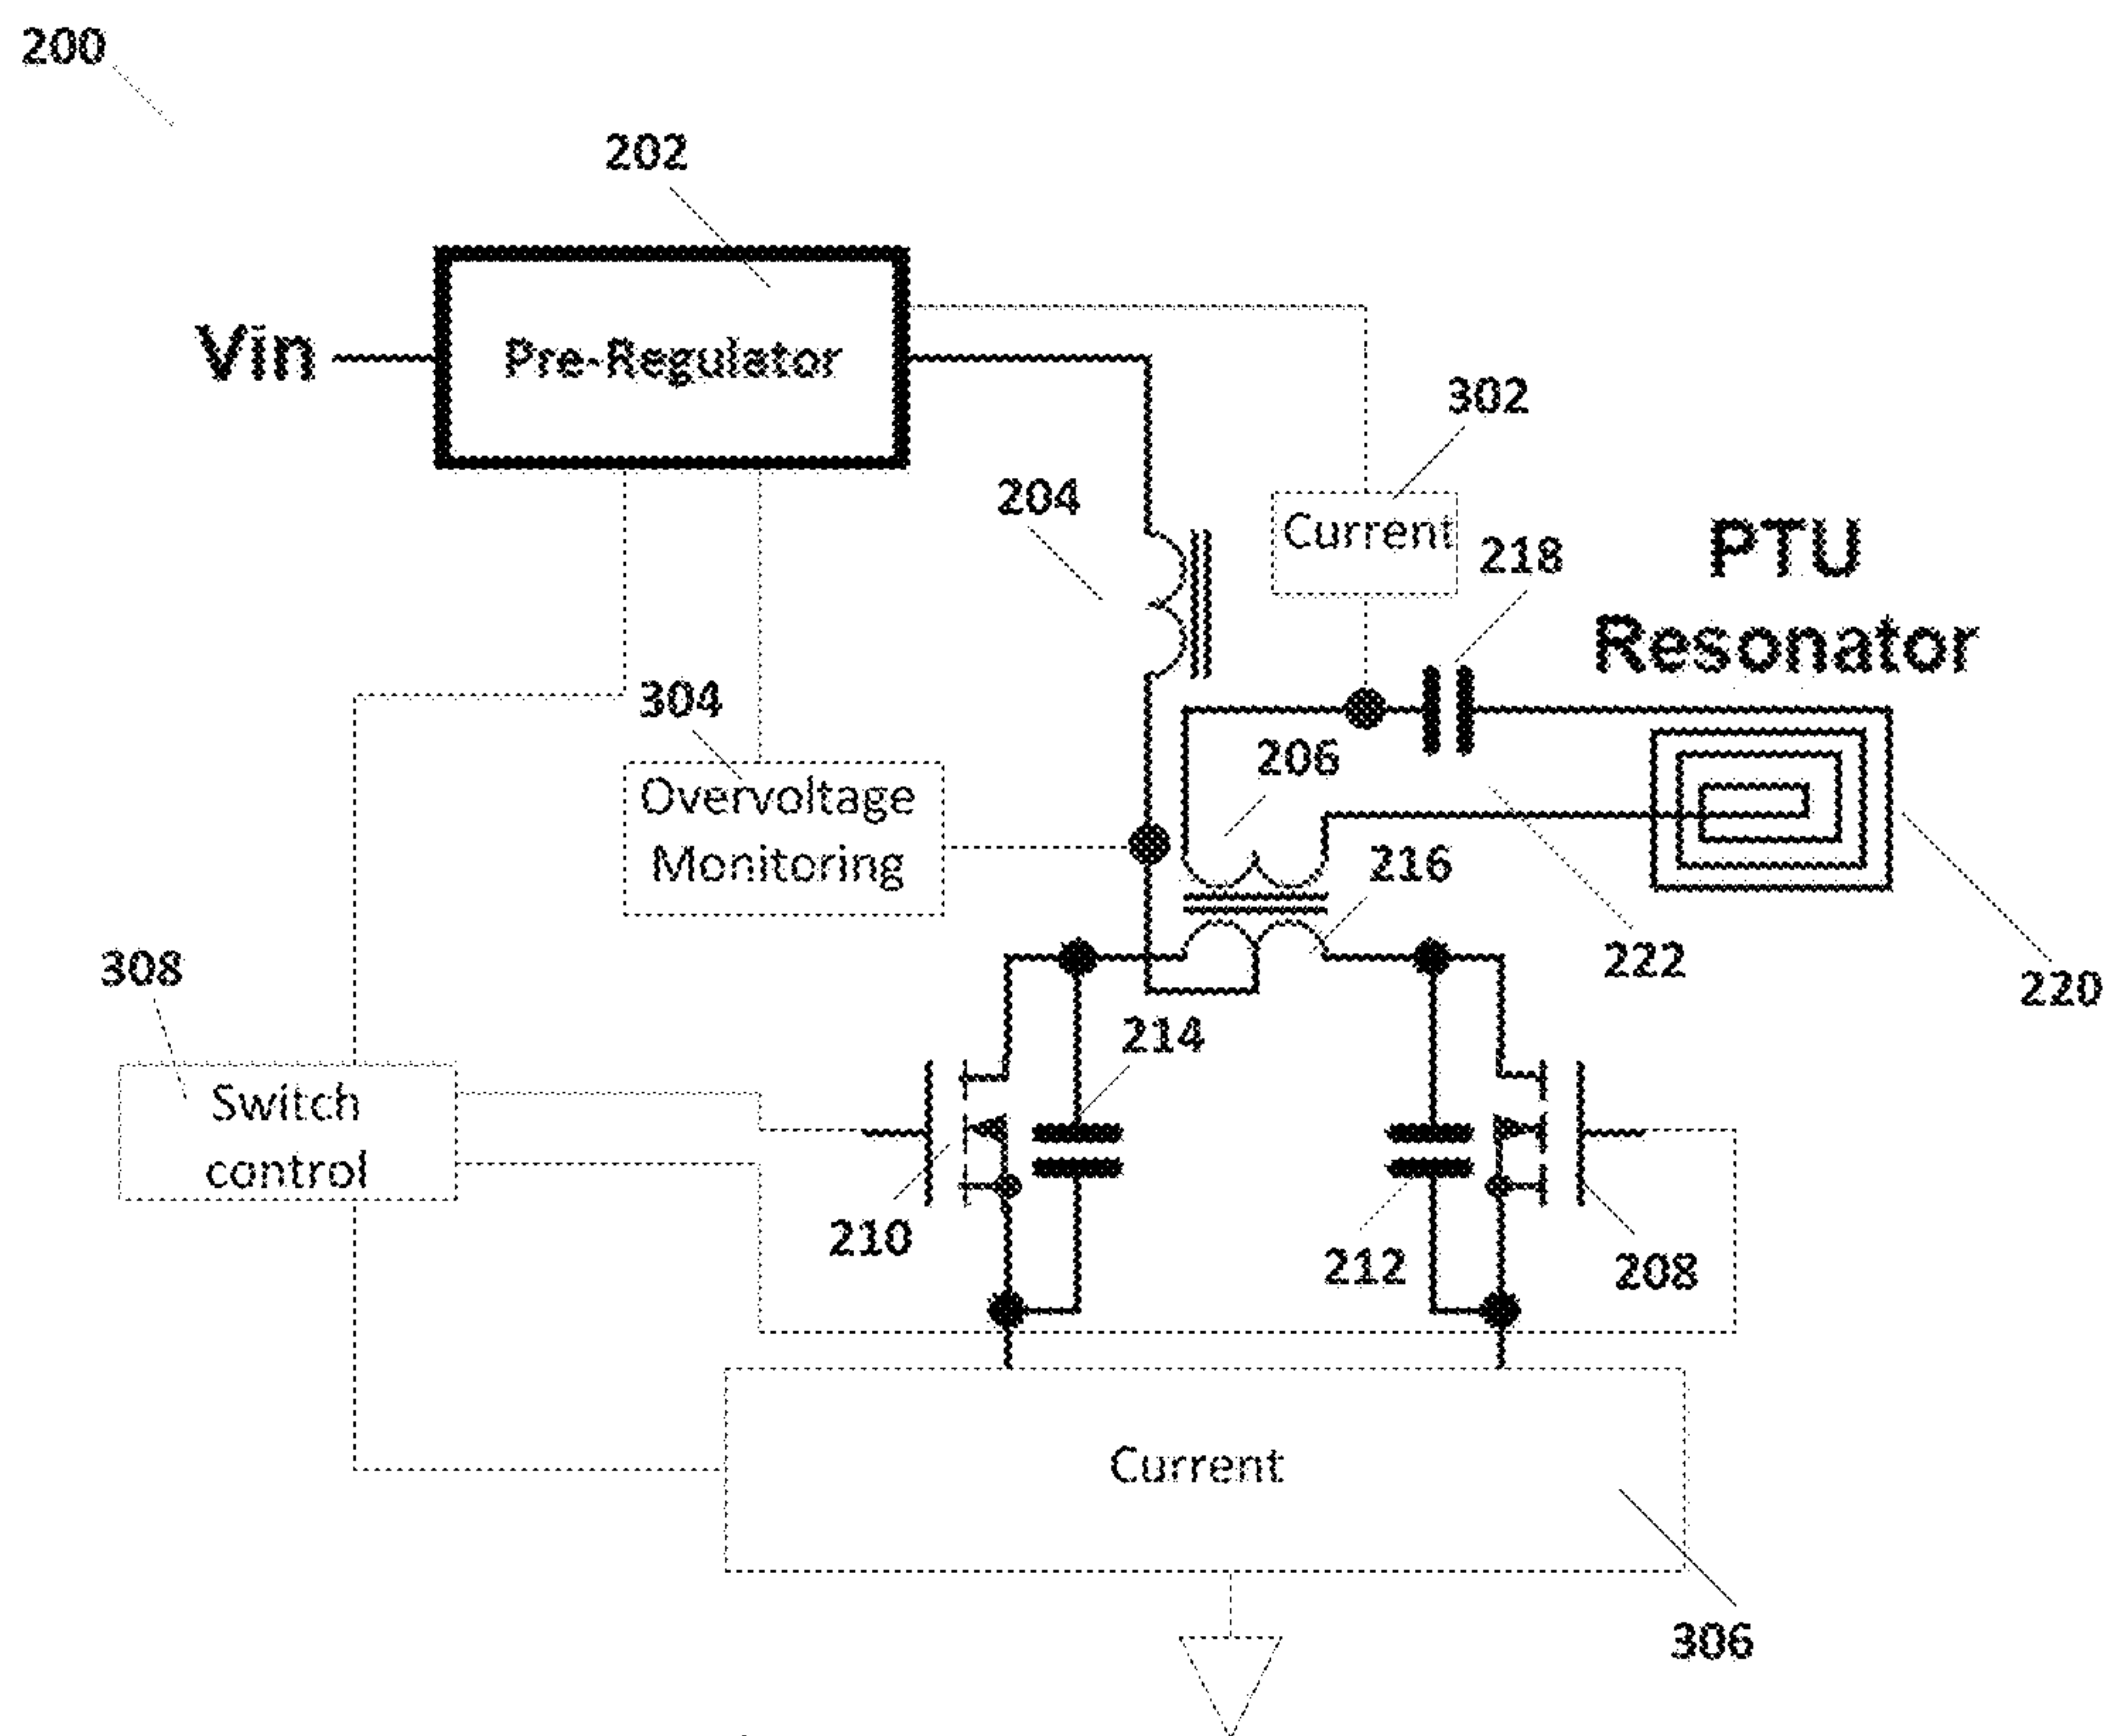 200
202
Vin
Pre-Regulator
302
204
Current
218
PTU
Resonator
304
206
Overvoltage
Monitoring
216
308
222
220
214
Switch
control
210
212
208
Current
306